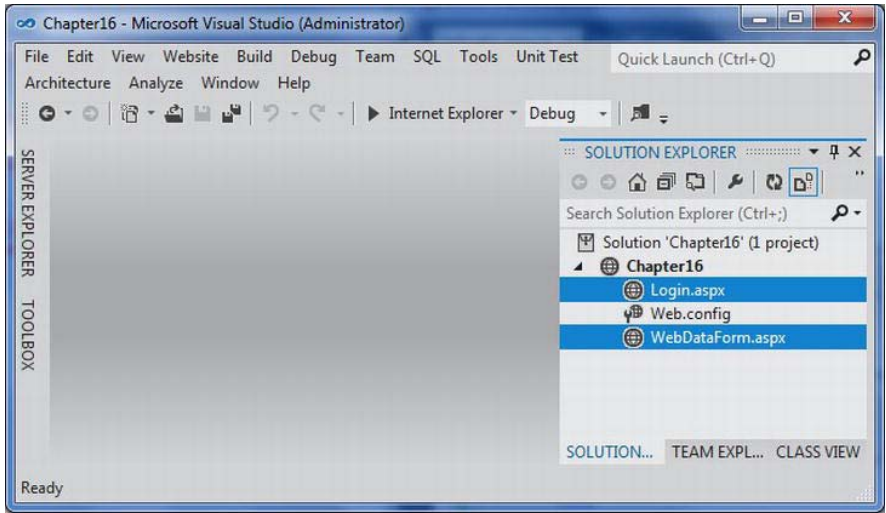 Chapter16 - Microsoft Visual Studio (Administrator)
File Edit View Website Build Debug Team SQL Tools Unit Test Quick Launch (Ctrl+Q)
Architecture Analyze Window Help
Internet Explorer Debug
SERVER EXPLORER
TOOLBOX
SOLUTION EXPLORER
Search Solution Explorer (Ctrl+;)
Solution 'Chapter16' (1 project)
Chapter16
Login.aspx
Web.config
WebDataForm.aspx
SOLUTION... TEAM EXPL... CLASS VIEW
Ready